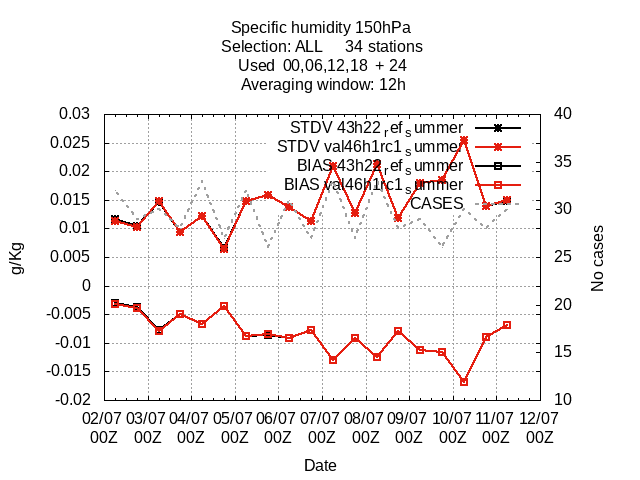 Specific humidity 150hPa
Selection: ALL 34 stations
Used 00,06,12,18 + 24
Averaging window: 12h
STDV 43h22_ref_summer
STDV val46h1rc1_summer
BIAS 43h22_ref_summer
BIAS val46h1rc1_summer
CASES
0.03
0.025
0.02
0.015
0.01
0.005
0
-0.005
-0.01
-0.015
-0.02
40
35
30
25
20
15
10
g/Kg
No cases
02/07 03/07 04/07 05/07 06/07 07/07 08/07 09/07 10/07 11/07 12/07
00Z 00Z 00Z 00Z 00Z 00Z 00Z 00Z 00Z 00Z 00Z
Date